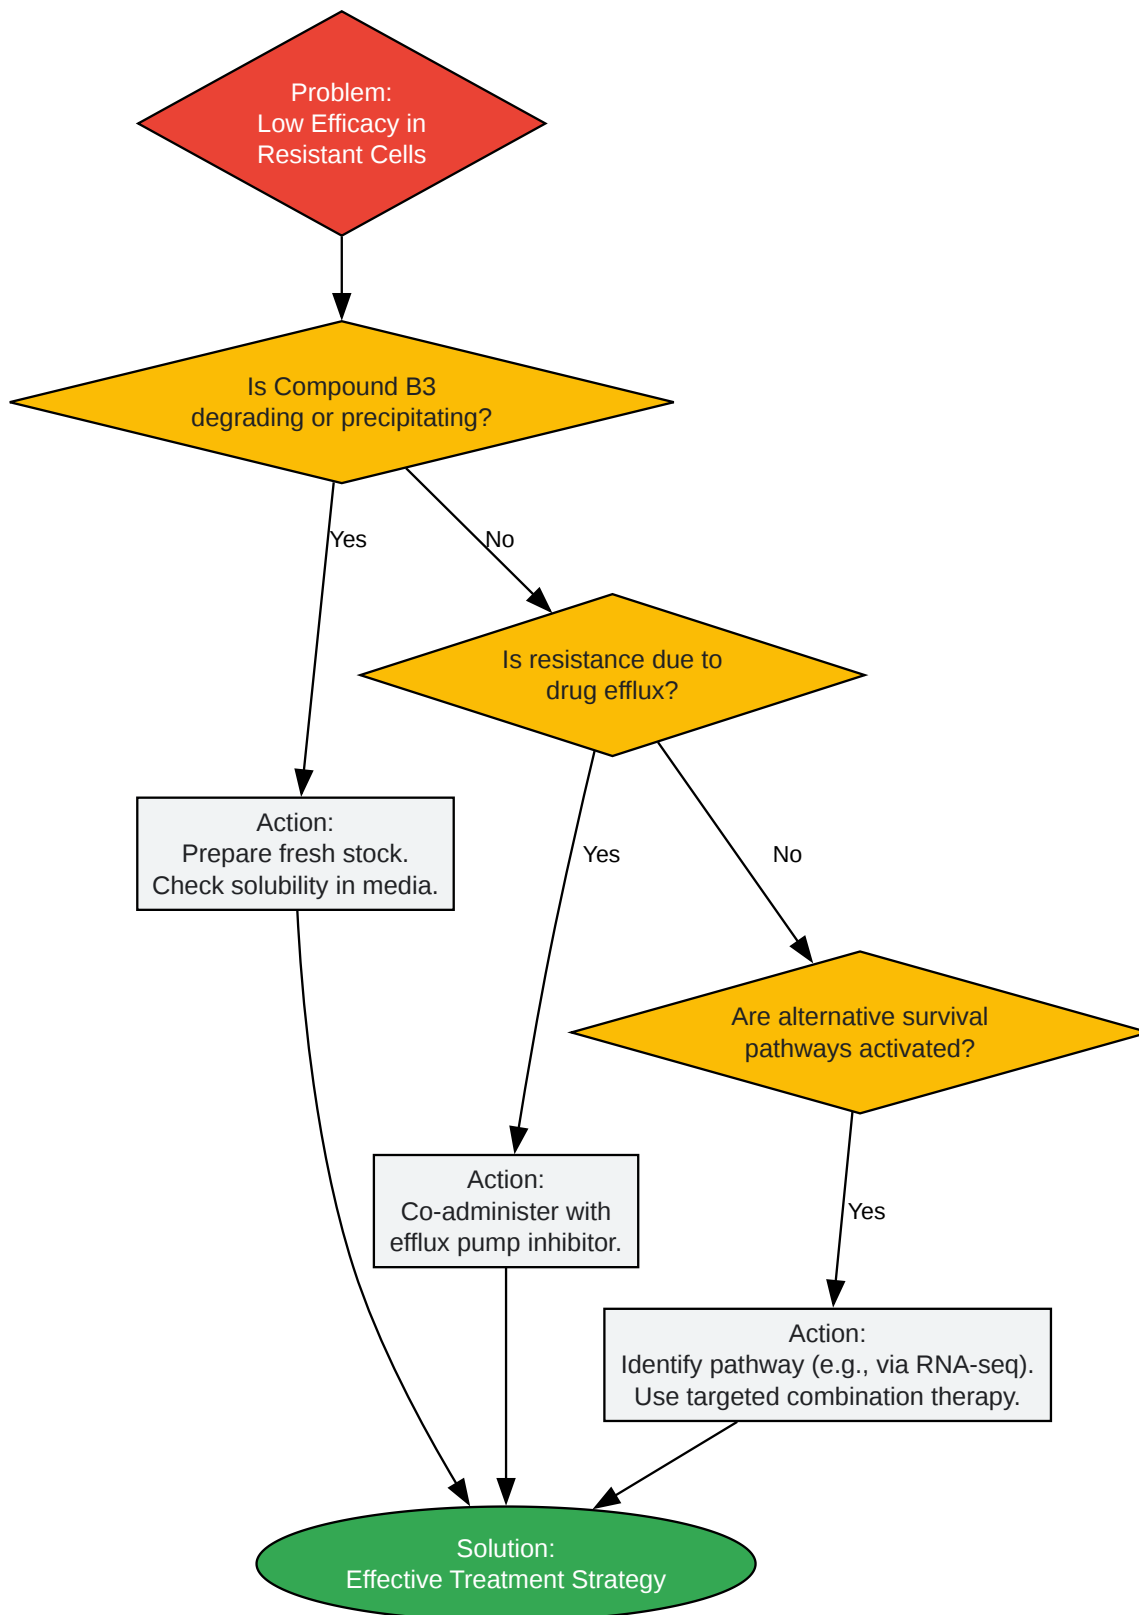 Problem:
Low Efficacy in
Resistant Cells
Is Compound B3
degrading or precipitating?
Yes
No
Is resistance due to
drug efflux?
Action:
Prepare fresh stock.
Check solubility in media.
Yes
No
Are alternative survival
pathways activated?
Action:
Co-administer with
efflux pump inhibitor.
Yes
Action:
Identify pathway (e.g., via RNA-seq).
Use targeted combination therapy.
Solution:
Effective Treatment Strategy